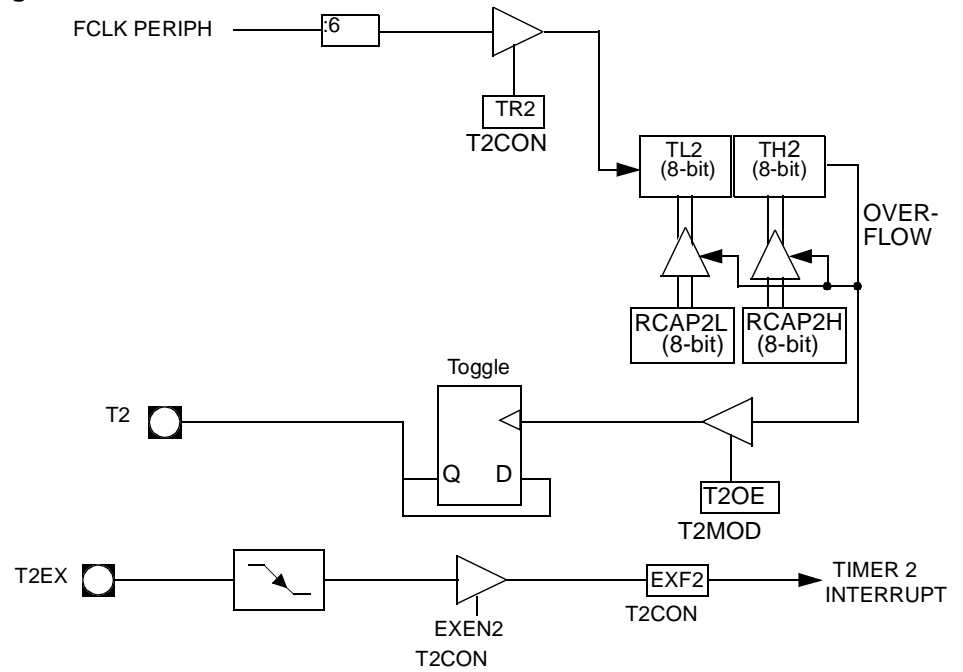 FCLK PERIPH
:6
TR2
T2CON
TL2
(8-bit)
TH2
(8-bit)
OVER-
FLOW
RCAP2L
(8-bit)
RCAP2H
(8-bit)
Toggle
T2
Q
D
T2OE
T2MOD
T2EX
EXEN2
T2CON
EXF2
T2CON
TIMER 2
INTERRUPT